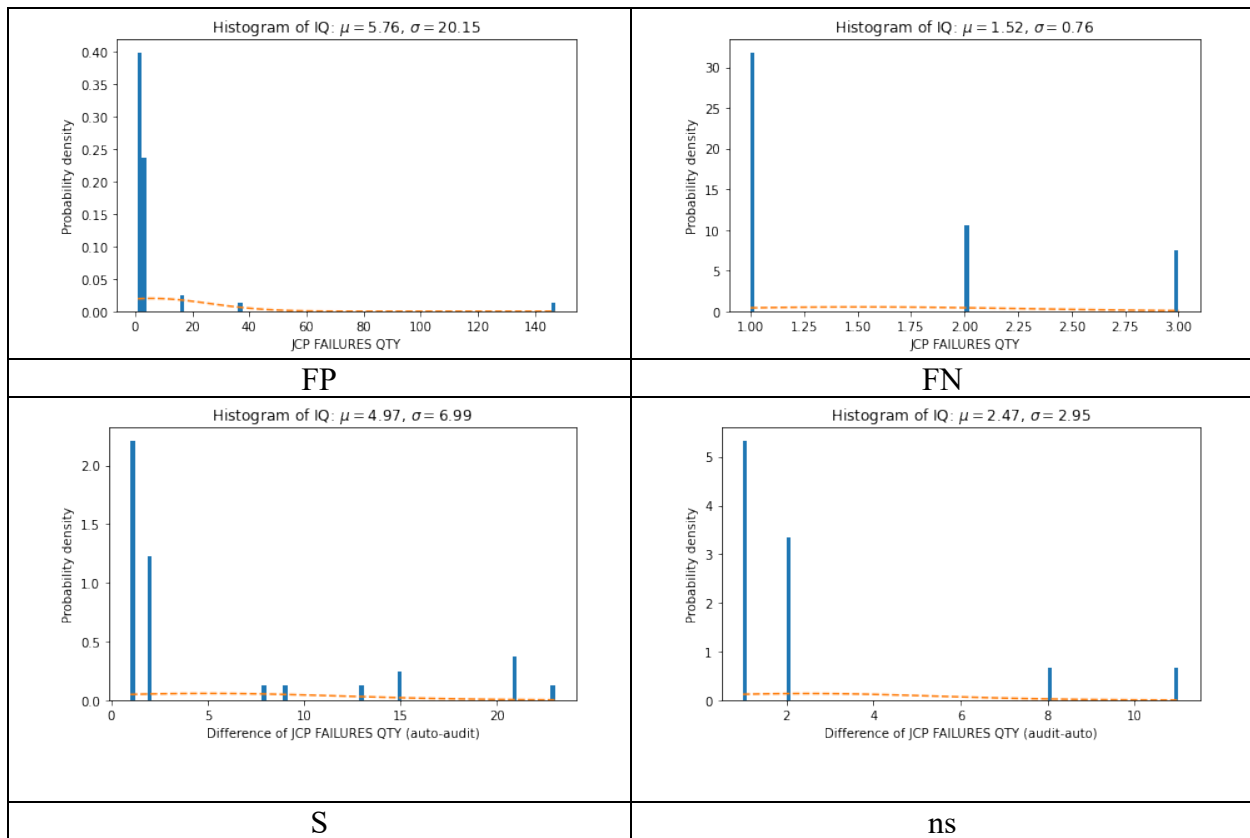 Histogram of IQ: μ = 5.76, σ = 20.15
Probability density
0.40
0.35
0.30
0.25
0.20
0.15
0.10
0.05
0.00
0 20 40 60 80 100 120 140
JCP FAILURES QTY
Histogram of IQ: μ = 1.52, σ = 0.76
Probability density
30
25
20
15
10
5
0
1.00 1.25 1.50 1.75 2.00 2.25 2.50 2.75 3.00
JCP FAILURES QTY
FP
FN
Histogram of IQ: μ = 4.97, σ = 6.99
Probability density
2.0
1.5
1.0
0.5
0.0
0 5 10 15 20
Difference of JCP FAILURES QTY (auto-audit)
Histogram of IQ: μ = 2.47, σ = 2.95
Probability density
5
4
3
2
1
0
2 4 6 8 10
Difference of JCP FAILURES QTY (audit-auto)
S
ns